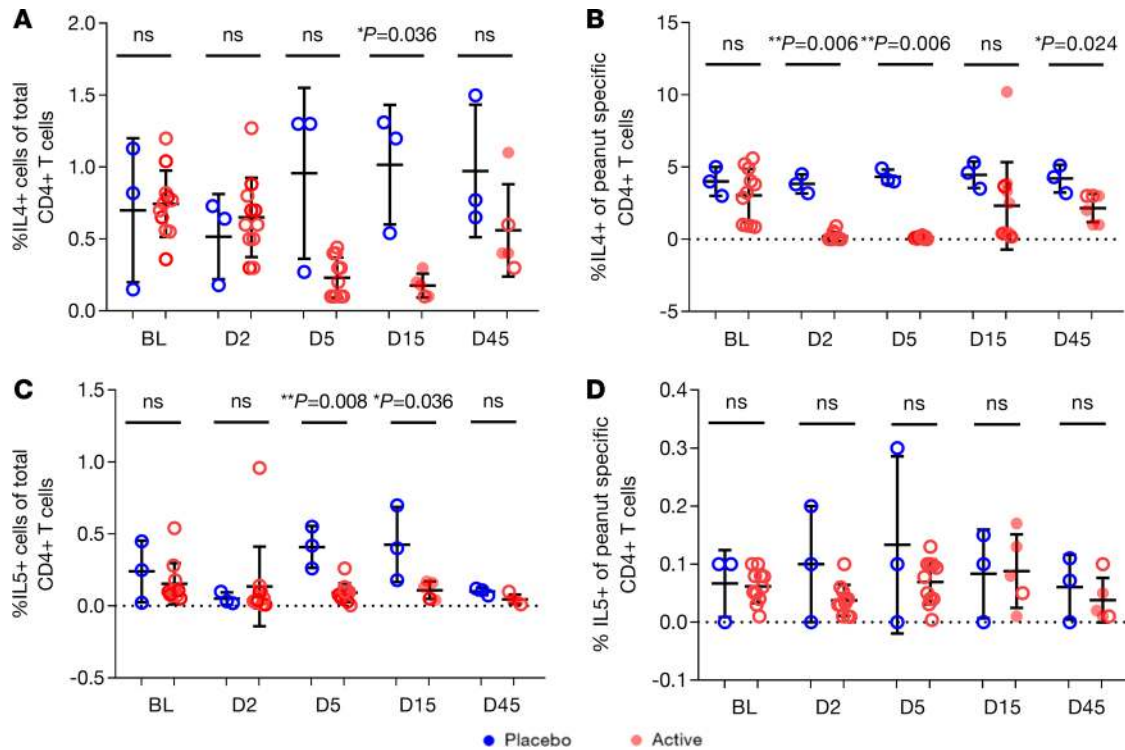 A
%IL4+ cells of total
CD4+ T cells
2.0
1.5
1.0
0.5
0.0
ns
ns
ns
*P=0.036
ns
BL
D2
D5
D15
D45
B
%IL4+ of peanut specific
CD4+ T cells
15
10
5
0
−5
ns
**P=0.006
**P=0.006
ns
*P=0.024
BL
D2
D5
D15
D45
C
%IL5+ cells of total
CD4+ T cells
1.5
1.0
0.5
0.0
-0.5
ns
ns
**P=0.008
*P=0.036
ns
BL
D2
D5
D15
D45
D
% IL5+ of peanut specific
CD4+ T cells
0.4
0.3
0.2
0.1
0.0
-0.1
ns
ns
ns
ns
ns
BL
D2
D5
D15
D45
Placebo
Active